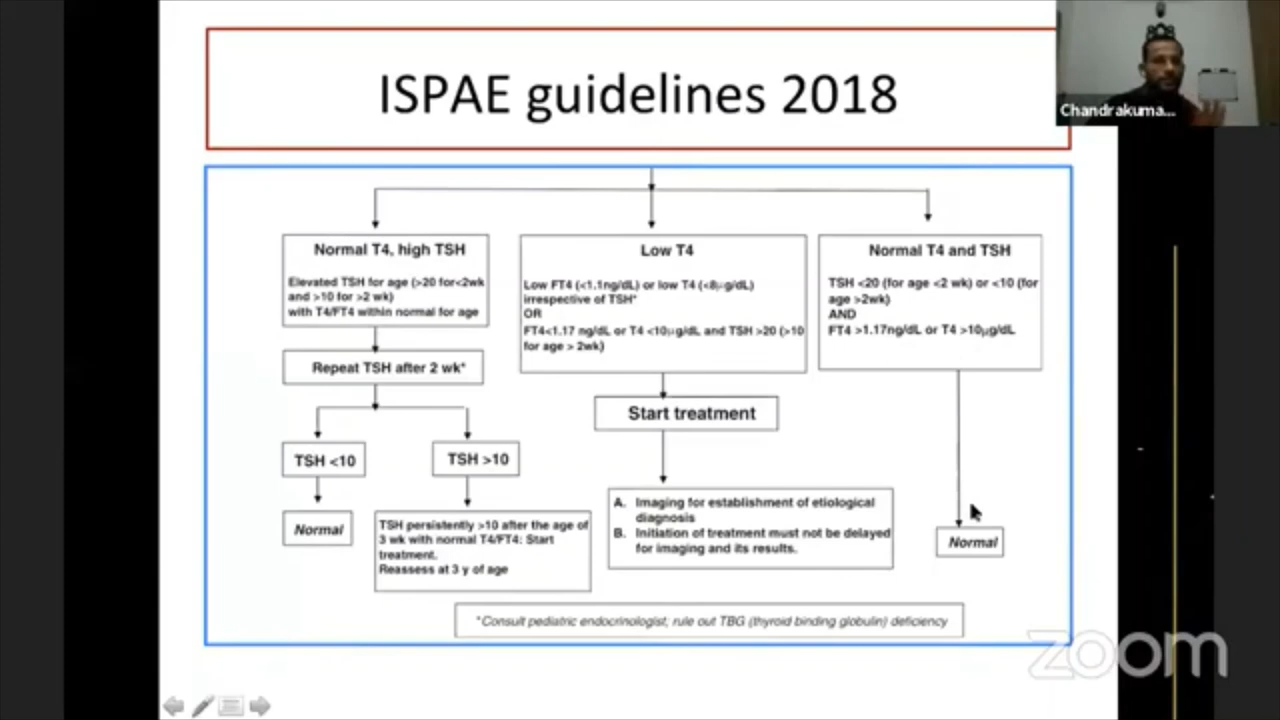 ISPAE guidelines 2018
Chandrakuma...
Normal T4, high TSH
Elevated TSH for age (>20 for<2wk
and >10 for >2 wk)
with T4/FT4 within normal for age
Repeat TSH after 2 wk*
TSH <10
Normal
TSH >10
TSH persistently >10 after the age of
3 wk with normal T4/FT4: Start
treatment.
Reassess at 3 y of age
Low T4
Low FT4 (<1.1ng/dL) or low T4 (<8µg/dL)
irrespective of TSH*
OR
FT4<1.17 ng/dL or T4 <10µg/dL and TSH >20 (>10
for age > 2wk)
Start treatment
A. Imaging for establishment of etiological
diagnosis
B. Initiation of treatment must not be delayed
for imaging and its results.
Normal T4 and TSH
TSH <20 (for age <2 wk) or <10 (for
age >2wk)
AND
FT4 >1.17ng/dL or T4 >10µg/dL
Normal
*Consult pediatric endocrinologist; rule out TBG (thyroid binding globulin) deficiency
zoom